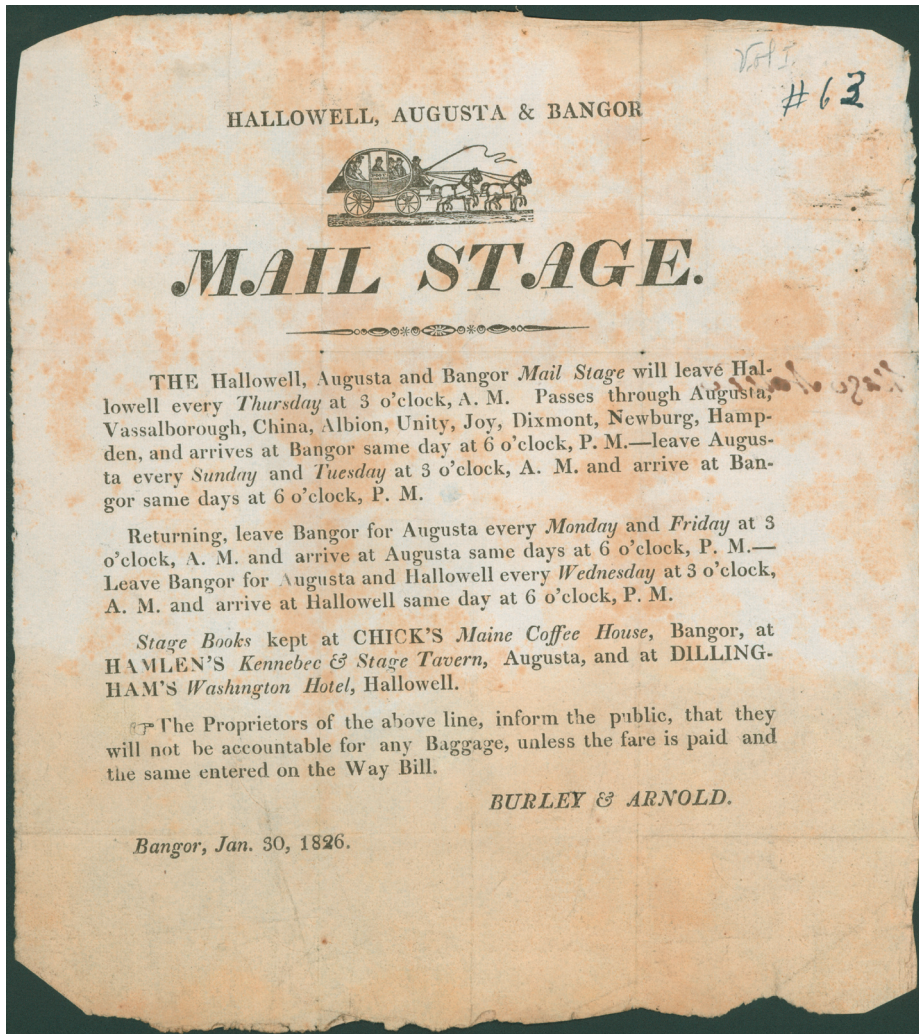 Vol I.
#63
HALLOWELL, AUGUSTA & BANGOR
MAIL STAGE.
THE Hallowell, Augusta and Bangor Mail Stage will leave Hal-
lowell every Thursday at 3 o'clock, A. M. Passes through Augusta,
Vassalborough, China, Albion, Unity, Joy, Dixmont, Newburg, Hamp-
den, and arrives at Bangor same day at 6 o'clock, P. M.—leave Augus-
ta every Sunday and Tuesday at 3 o'clock, A. M. and arrive at Ban-
gor same days at 6 o'clock, P. M.
Returning, leave Bangor for Augusta every Monday and Friday at 3
o'clock, A. M. and arrive at Augusta same days at 6 o'clock, P. M.—
Leave Bangor for Augusta and Hallowell every Wednesday at 3 o'clock,
A. M. and arrive at Hallowell same day at 6 o'clock, P. M.
Stage Books kept at CHICK'S Maine Coffee House, Bangor, at
HAMLEN'S Kennebec & Stage Tavern, Augusta, and at DILLING-
HAM'S Washington Hotel, Hallowell.
☞ The Proprietors of the above line, inform the public, that they
will not be accountable for any Baggage, unless the fare is paid and
the same entered on the Way Bill.
BURLEY & ARNOLD.
Bangor, Jan. 30, 1826.